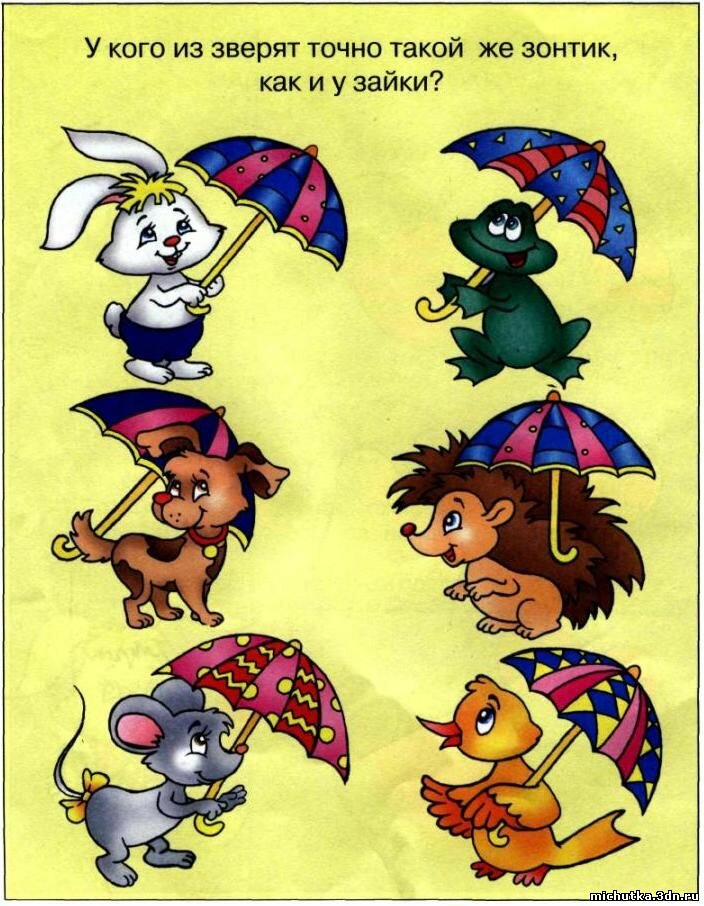 У кого из зверят точно такой же зонтик,
как и у зайки?
michutka.3dn.ru